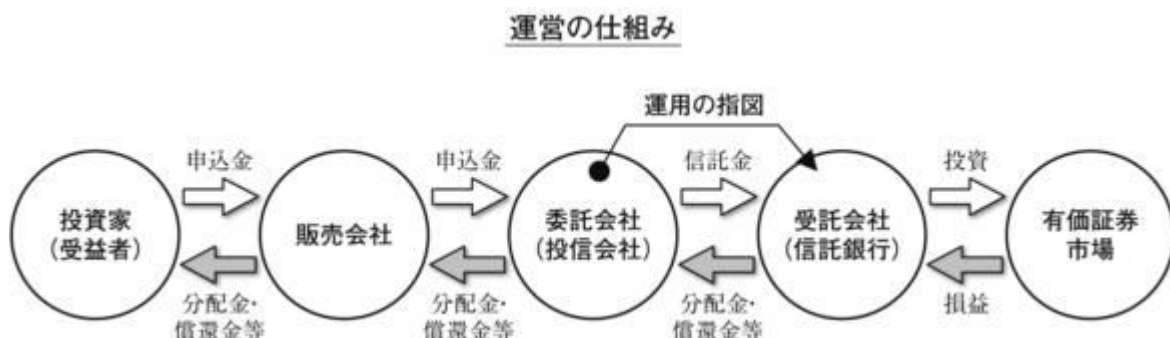 運営の仕組み
運用の指図
申込金
申込金
信託金
投資
投資家
（受益者）
販売会社
委託会社
（投信会社）
受託会社
（信託銀行）
有価証券
市場
分配金・
償還金等
分配金・
償還金等
分配金・
償還金等
損益